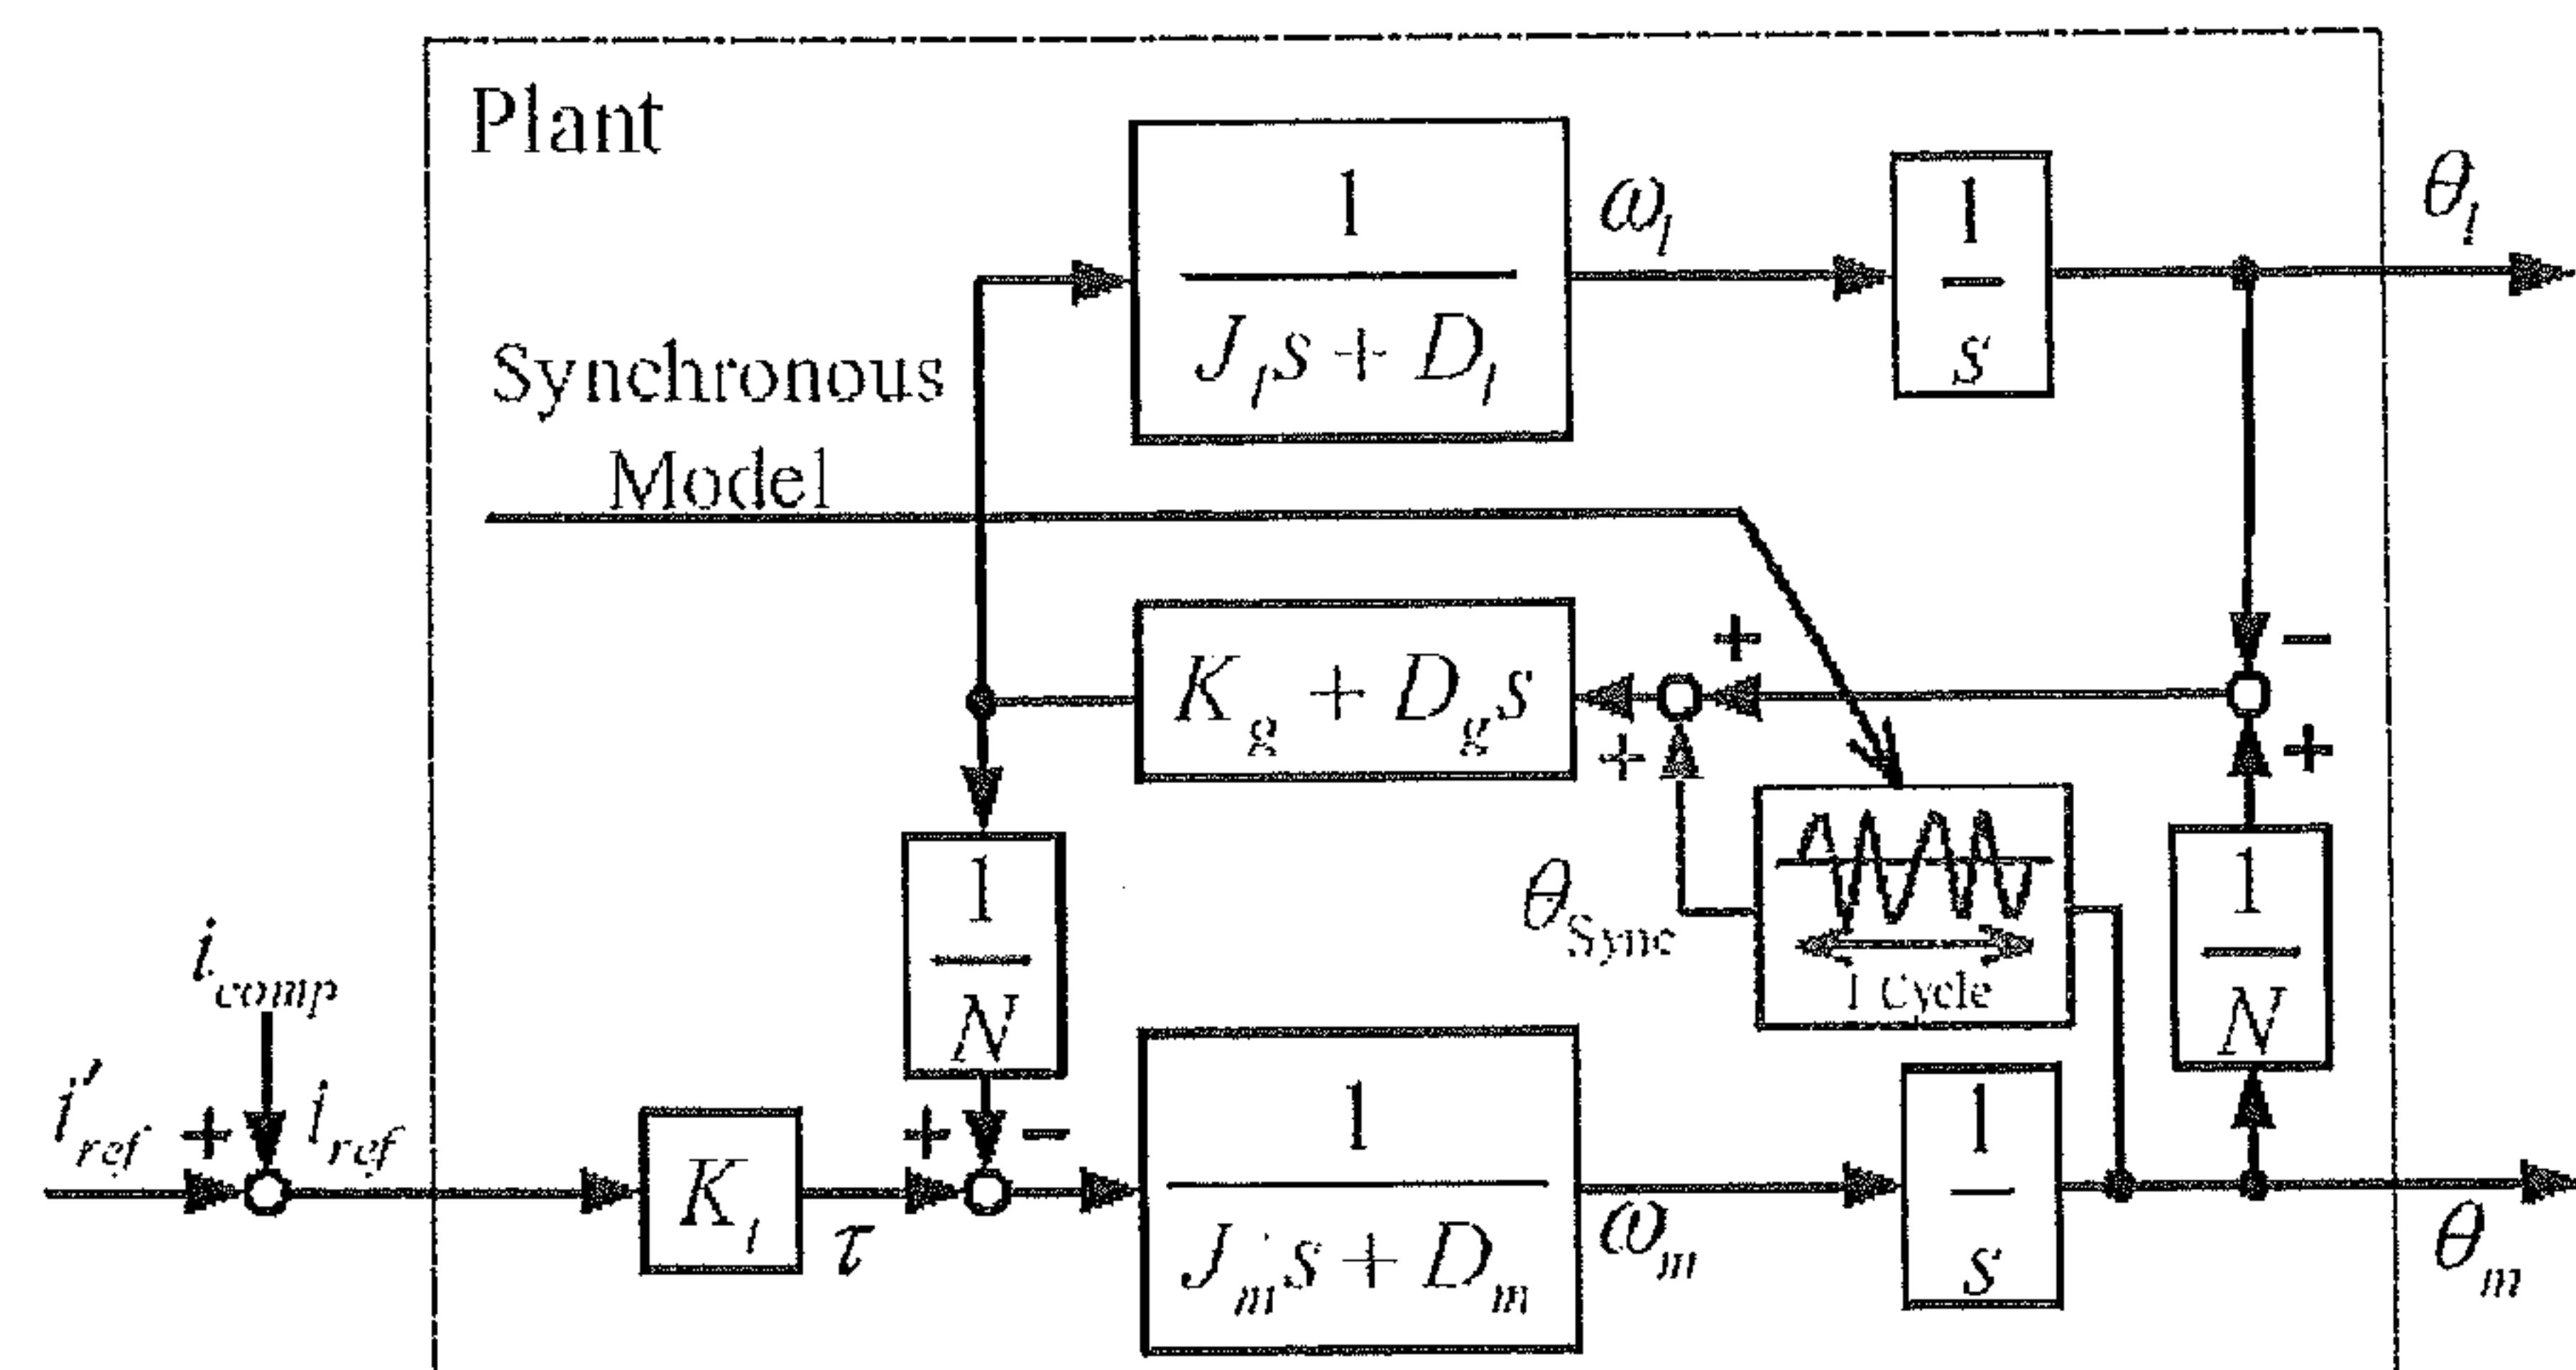 Plant
1
J_l s + D_l
ω_l
1
s
θ_l
Synchronous
Model
−
K_g + D_g s
+
+
+
1
N
θ_Sync
1 Cycle
1
N
i_comp
i′_ref
+
i_ref
K_t
τ
+
−
1
J_m s + D_m
ω_m
1
s
θ_m